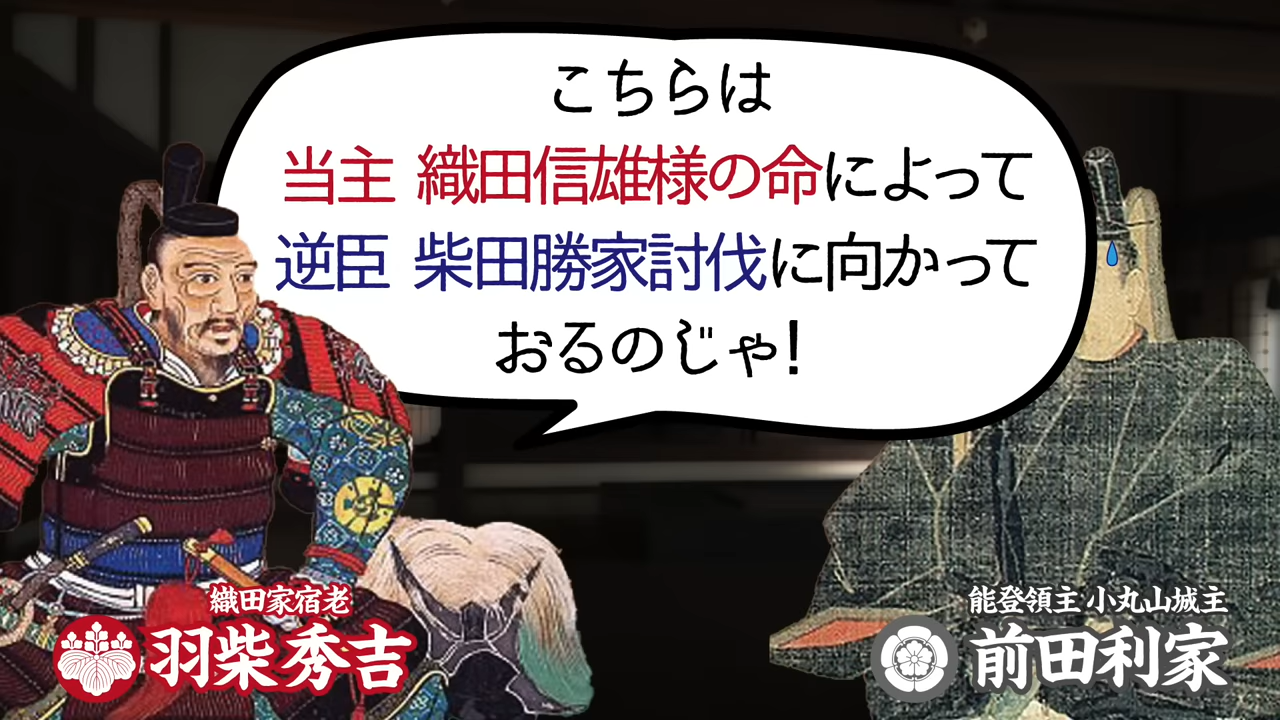 こちらは
当主 織田信雄様の命によって
逆臣 柴田勝家討伐に向かって
おるのじゃ!
織田家宿老
羽柴秀吉
能登領主 小丸山城主
前田利家